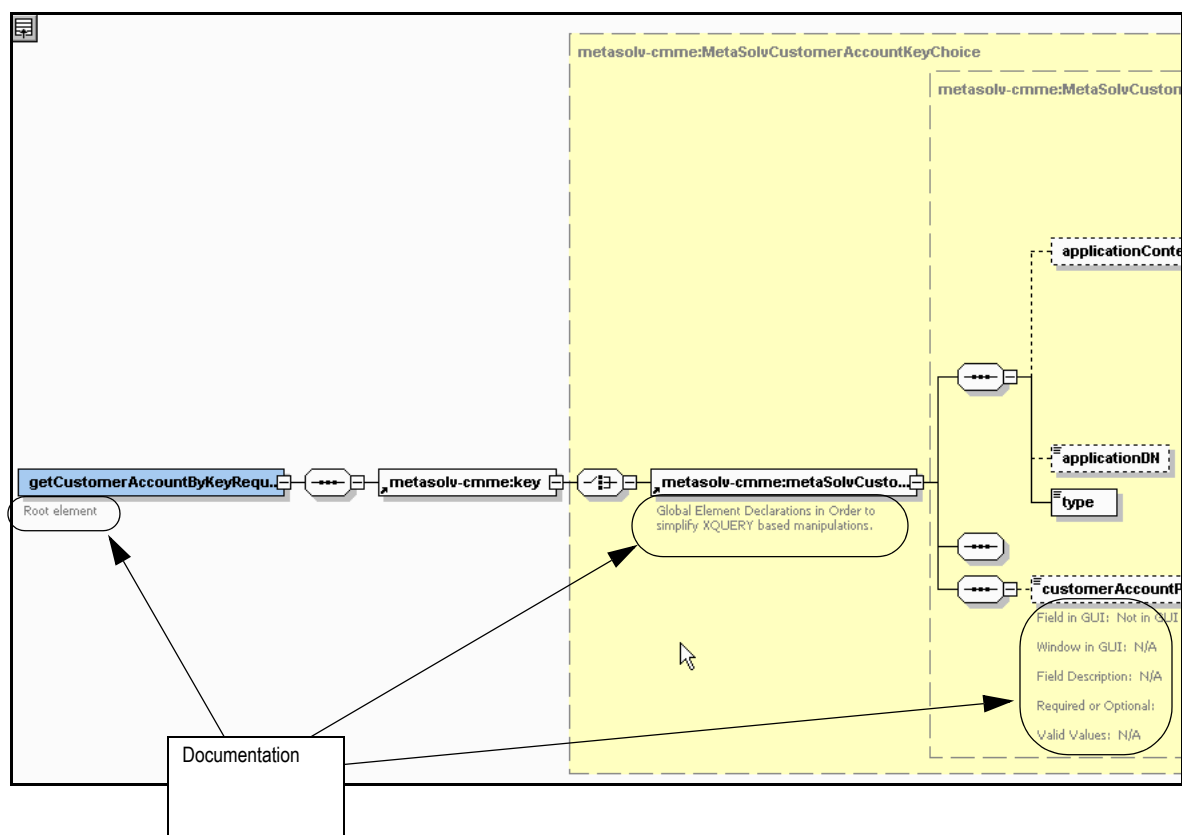 metasolv-cmme:MetaSolvCustomerAccountKeyChoice
metasolv-cmme:MetaSolvCuston
applicationConte
applicationDN
type
getCustomerAccountByKeyRequ...
metasolv-cmme:key
metasolv-cmme:metaSolvCusto...
Root element
Global Element Declarations in Order to
simplify XQUERY based manipulations.
customerAccountP
Field in GUI: Not in GUI
Window in GUI: N/A
Field Description: N/A
Required or Optional:
Valid Values: N/A
Documentation